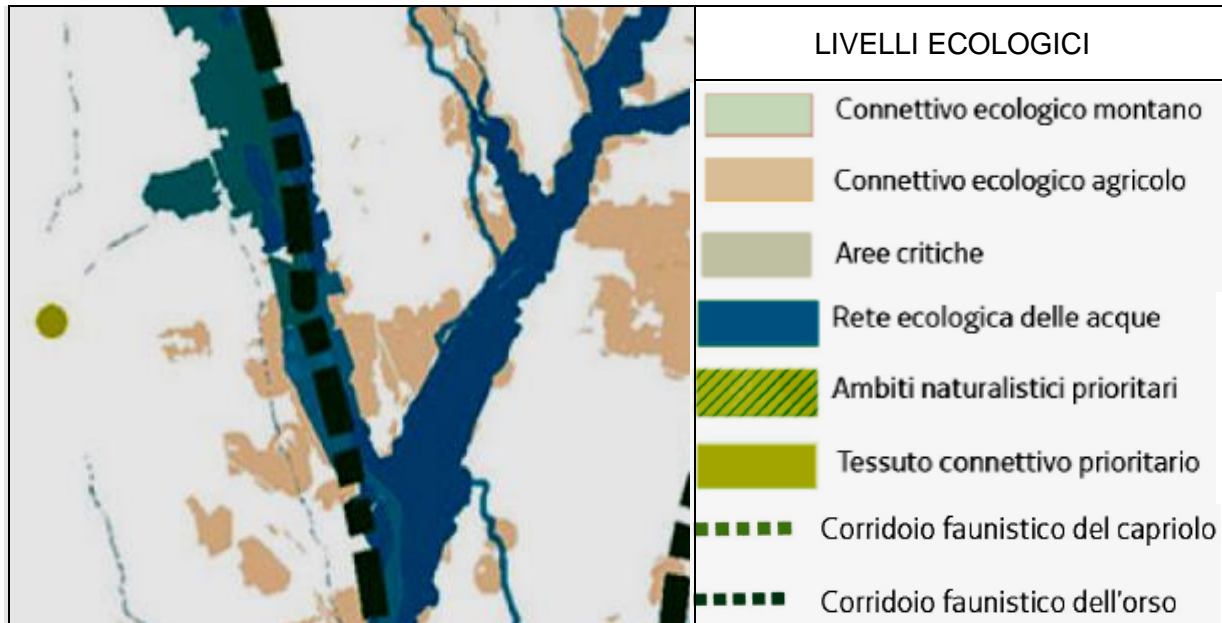 LIVELLI ECOLOGICI
Connettivo ecologico montano
Connettivo ecologico agricolo
Aree critiche
Rete ecologica delle acque
Ambiti naturalistici prioritari
Tessuto connettivo prioritario
Corridoio faunistico del capriolo
Corridoio faunistico dell'orso